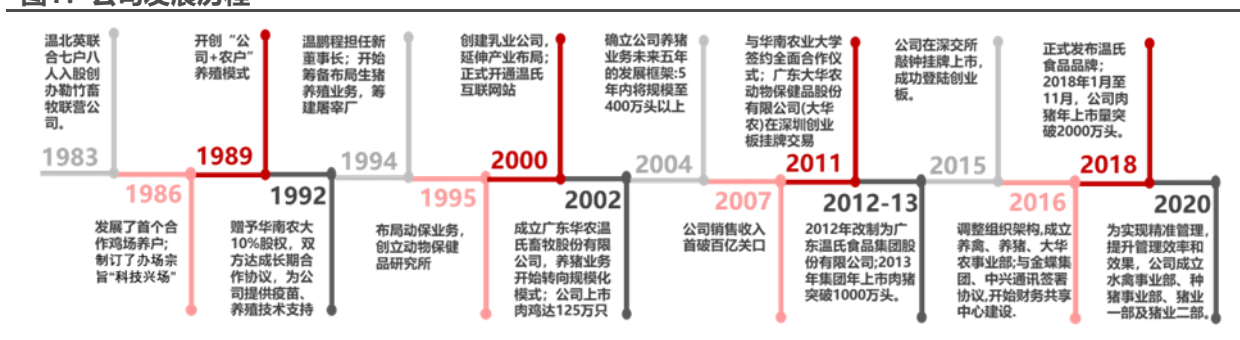 图1：公司发展历程
温北英联
合七户八
人入股创
办勒竹畜
牧联营公
司。
1983
1986
发展了首个合
作鸡场养户；
制订了办场宗
旨"科技兴场"
开创“公
司+农户”
养殖模式
1989
1992
赠予华南农大
10%股权，双
方达成长期合
作协议，为公
司提供疫苗、
养殖技术支持
温鹏程担任新
董事长；开始
筹备布局生猪
养殖业务，筹
建屠宰厂
1994
1995
布局动保业务，
创立动物保健
品研究所
创建乳业公司，
延伸产业布局；
正式开通温氏
互联网站
2000
2002
成立广东华农温
氏畜牧股份有限
公司，养猪业务
开始转向规模化
模式；公司上市
肉鸡达125万只
确立公司养猪
业务未来五年
的发展框架:5
年内将规模至
400万头以上
2004
2007
公司销售收入
首破百亿关口
与华南农业大学
签约全面合作仪
式；广东大华农
动物保健品股份
有限公司(大华
农)在深圳创业
板挂牌交易
2011
2012-13
2012年改制为广
东温氏食品集团股
份有限公司;2013
年集团年上市肉猪
突破1000万头。
公司在深交所
敲钟挂牌上市，
成功登陆创业
板。
2015
2016
调整组织架构,成立
养禽、养猪、大华
农事业部;与金蝶集
团、中兴通讯签署
协议,开始财务共享
中心建设.
正式发布温氏
食品品牌；
2018年1月至
11月，公司肉
猪年上市量突
破2000万头。
2018
2020
为实现精准管理，
提升管理效率和
效果，公司成立
水禽事业部、种
猪事业部、猪业
一部及猪业二部。